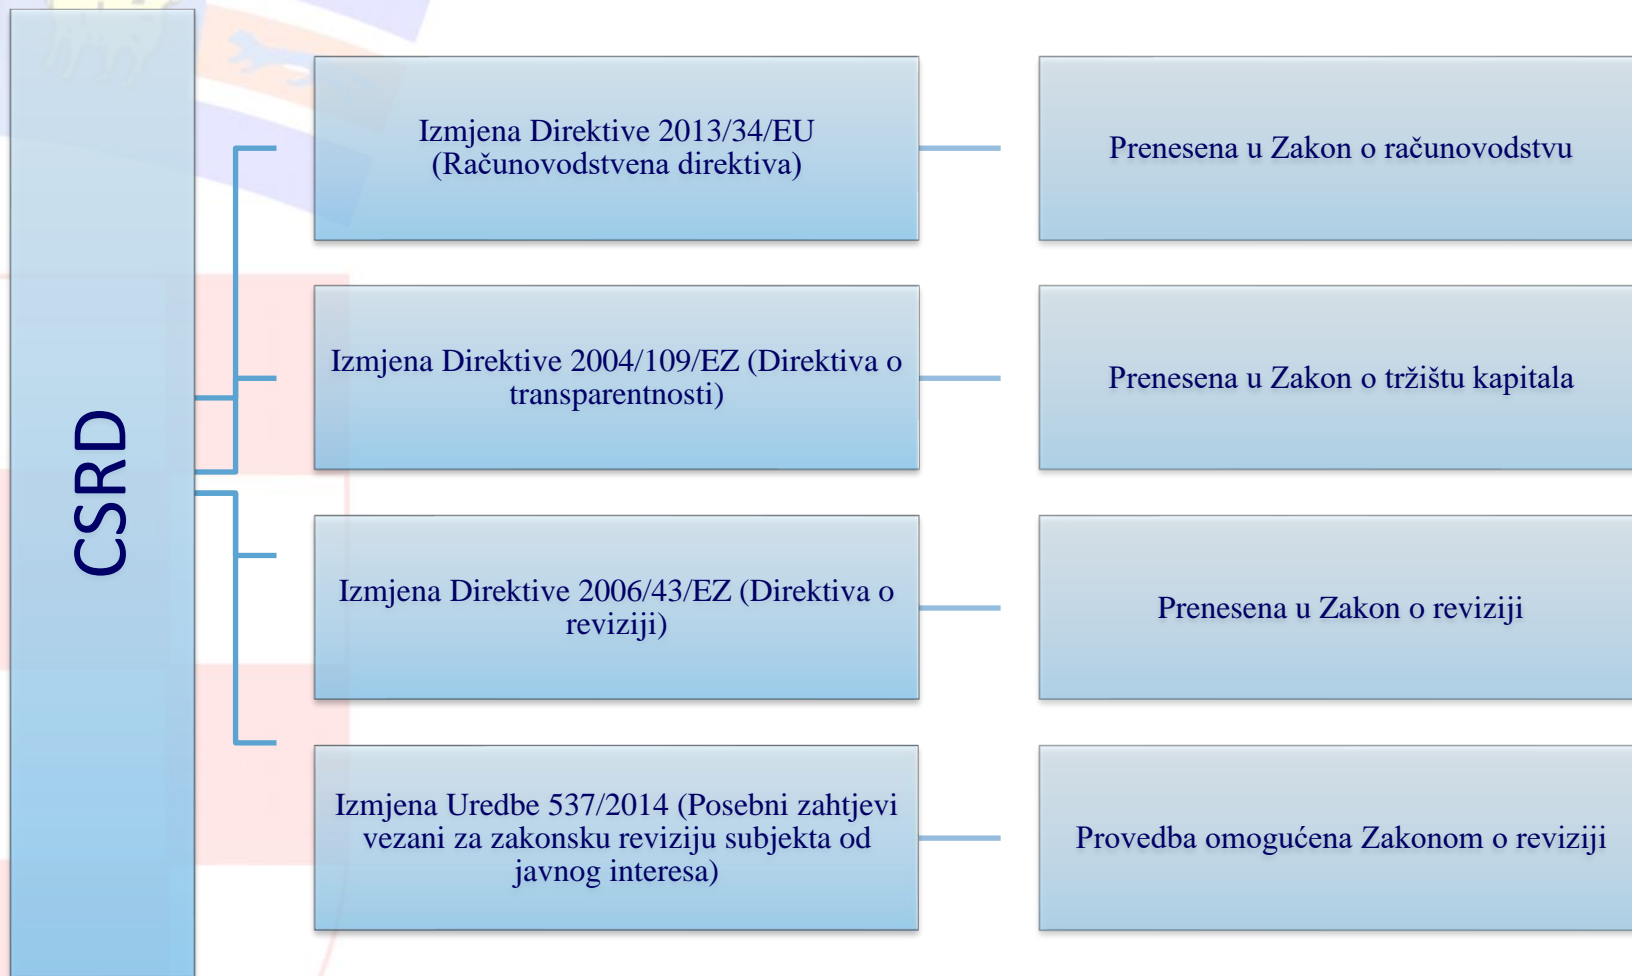 CSRD
Izmjena Direktive 2013/34/EU
(Računovodstvena direktiva)
Prenesena u Zakon o računovodstvu
Izmjena Direktive 2004/109/EZ (Direktiva o
transparentnosti)
Prenesena u Zakon o tržištu kapitala
Izmjena Direktive 2006/43/EZ (Direktiva o
reviziji)
Prenesena u Zakon o reviziji
Izmjena Uredbe 537/2014 (Posebni zahtjevi
vezani za zakonsku reviziju subjekta od
javnog interesa)
Provedba omogućena Zakonom o reviziji